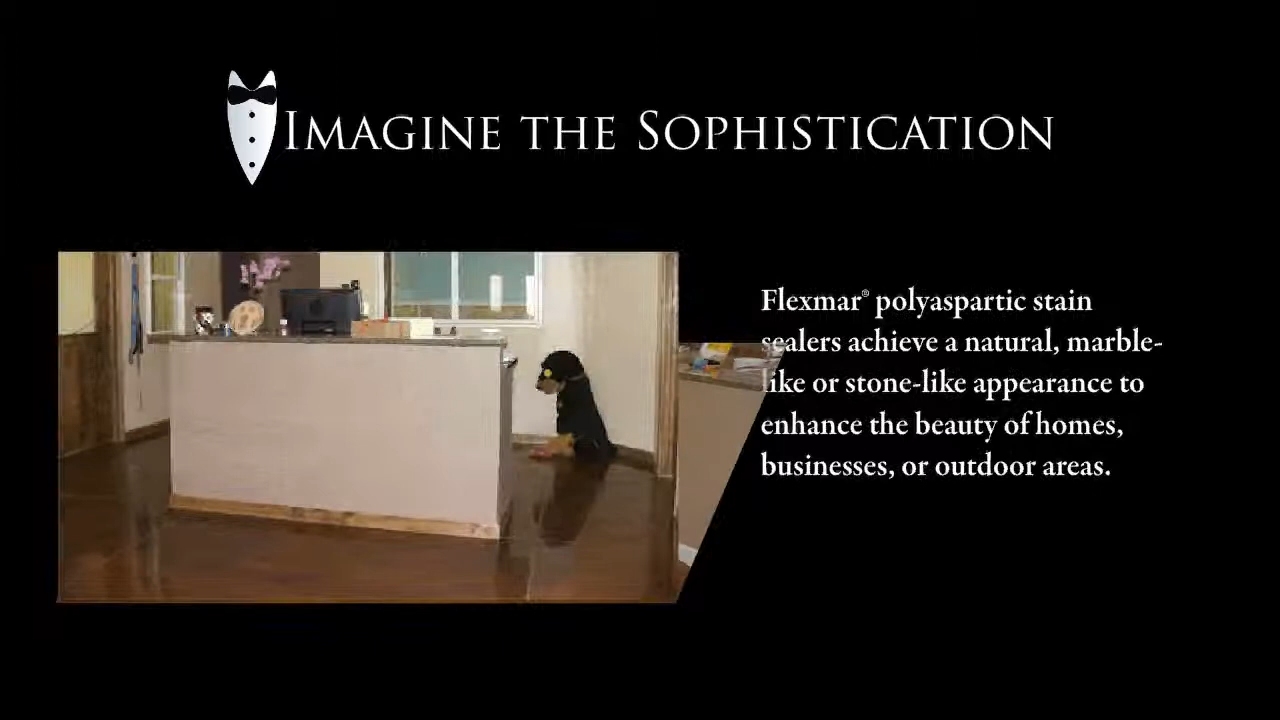 Imagine the Sophistication
Flexmar® polyaspartic stain
sealers achieve a natural, marble-
like or stone-like appearance to
enhance the beauty of homes,
businesses, or outdoor areas.